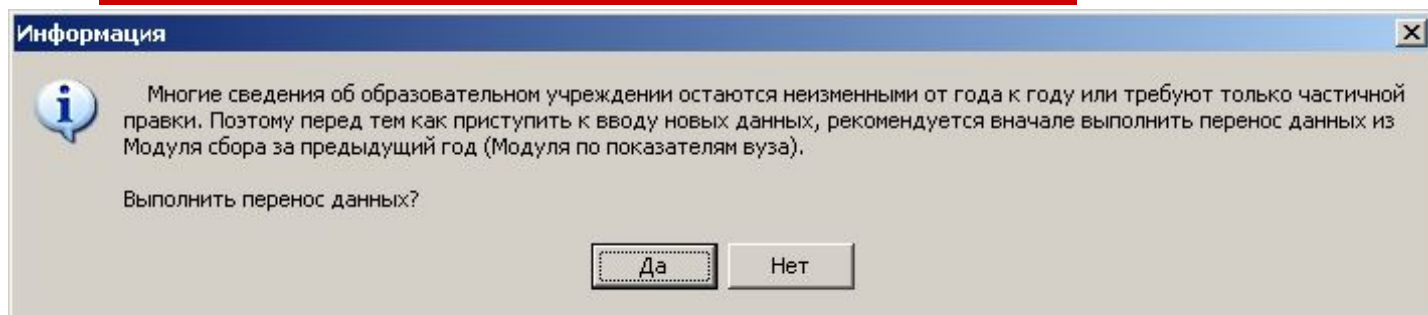 Информация
Многие сведения об образовательном учреждении остаются неизменными от года к году или требуют только частичной
правки. Поэтому перед тем как приступить к вводу новых данных, рекомендуется вначале выполнить перенос данных из
Модуля сбора за предыдущий год (Модуля по показателям вуза).
Выполнить перенос данных?
Да Нет